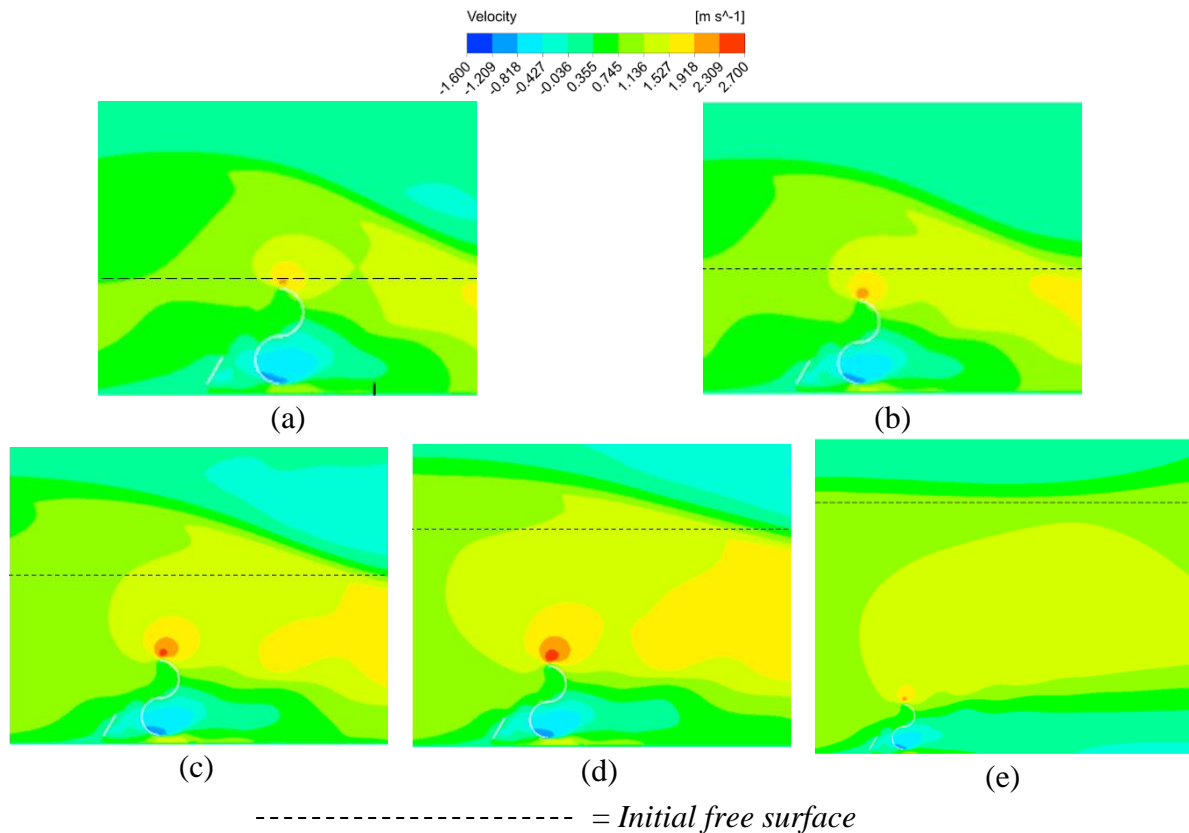 Velocity [m s^-1]
-1.600 -1.209 -0.818 -0.427 -0.036 0.355 0.745 1.136 1.527 1.918 2.309 2.700
(a) (b)
(c) (d) (e)
= Initial free surface